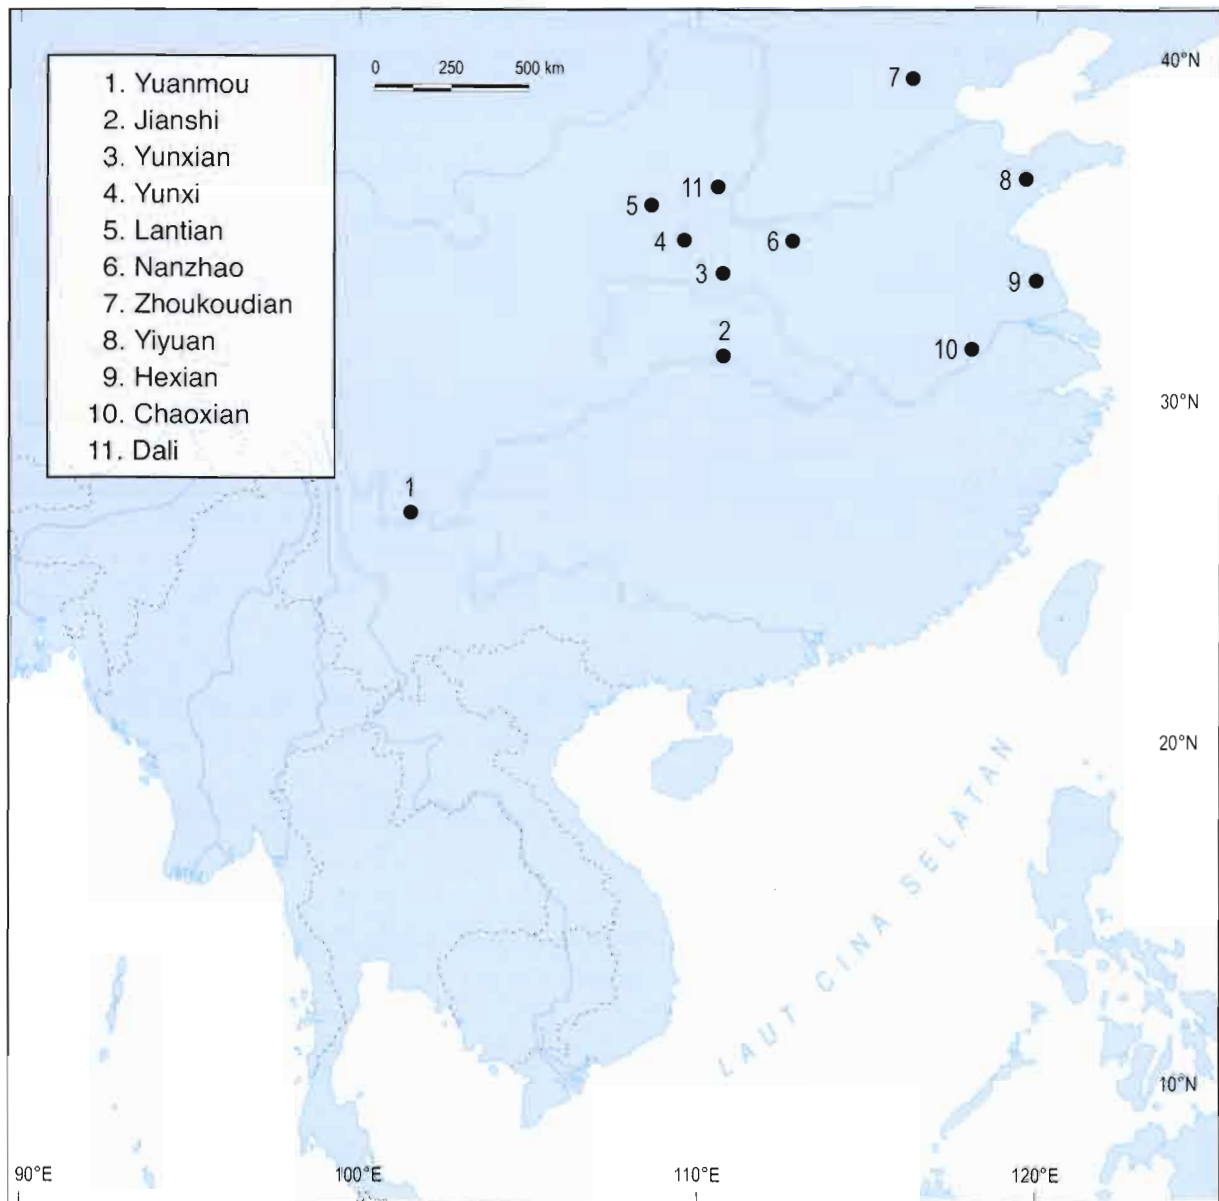 1. Yuanmou
2. Jianshi
3. Yunxian
4. Yunxi
5. Lantian
6. Nanzhao
7. Zhoukoudian
8. Yiyuan
9. Hexian
10. Chaoxian
11. Dali
0 250 500 km
40°N
7
8
11
5
4
6
3
9
2
10
30°N
1
20°N
LAUT CINA SELATAN
10°N
90°E 100°E 110°E 120°E